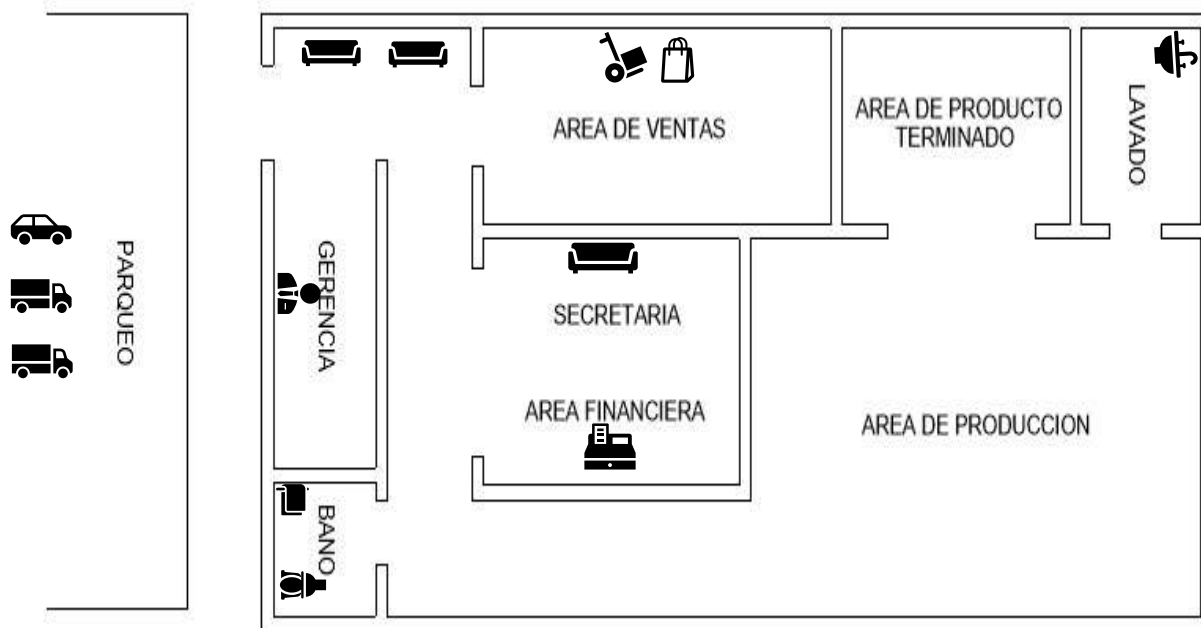 AREA DE VENTAS
AREA DE PRODUCTO
TERMINADO
LAVADO
PARQUEO
GERENCIA
SECRETARIA
AREA FINANCIERA
AREA DE PRODUCCION
BANO